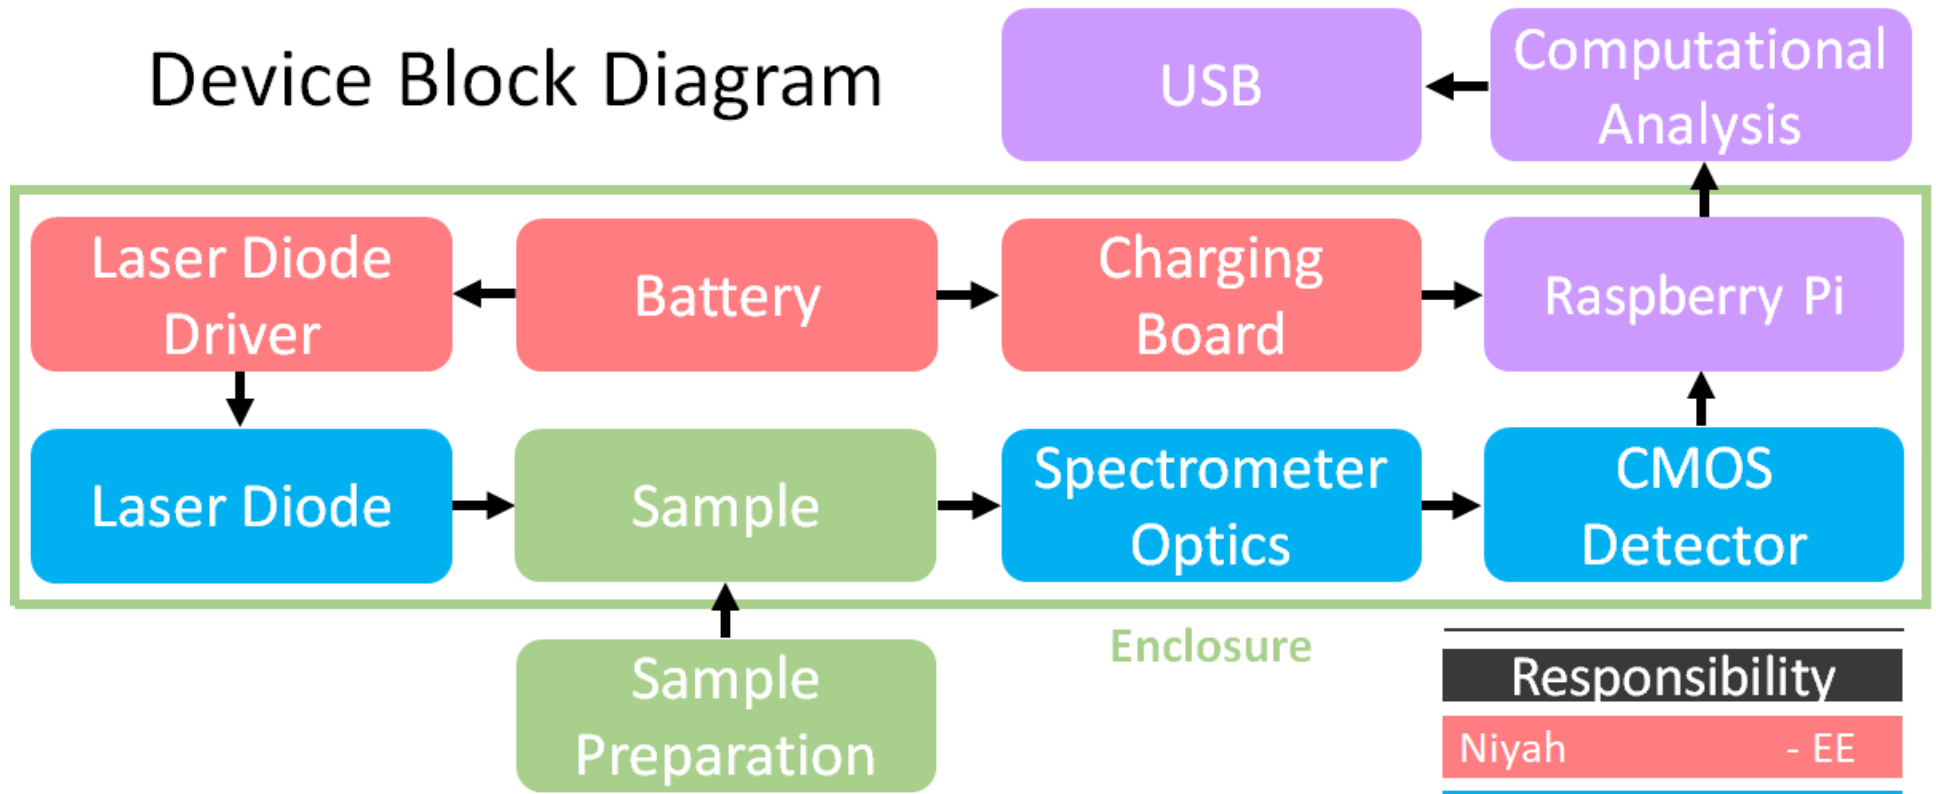 Device Block Diagram
USB
Computational
Analysis
Laser Diode
Driver
Battery
Charging
Board
Raspberry Pi
Laser Diode
Sample
Spectrometer
Optics
CMOS
Detector
Enclosure
Sample
Preparation
Responsibility
Niyah - EE